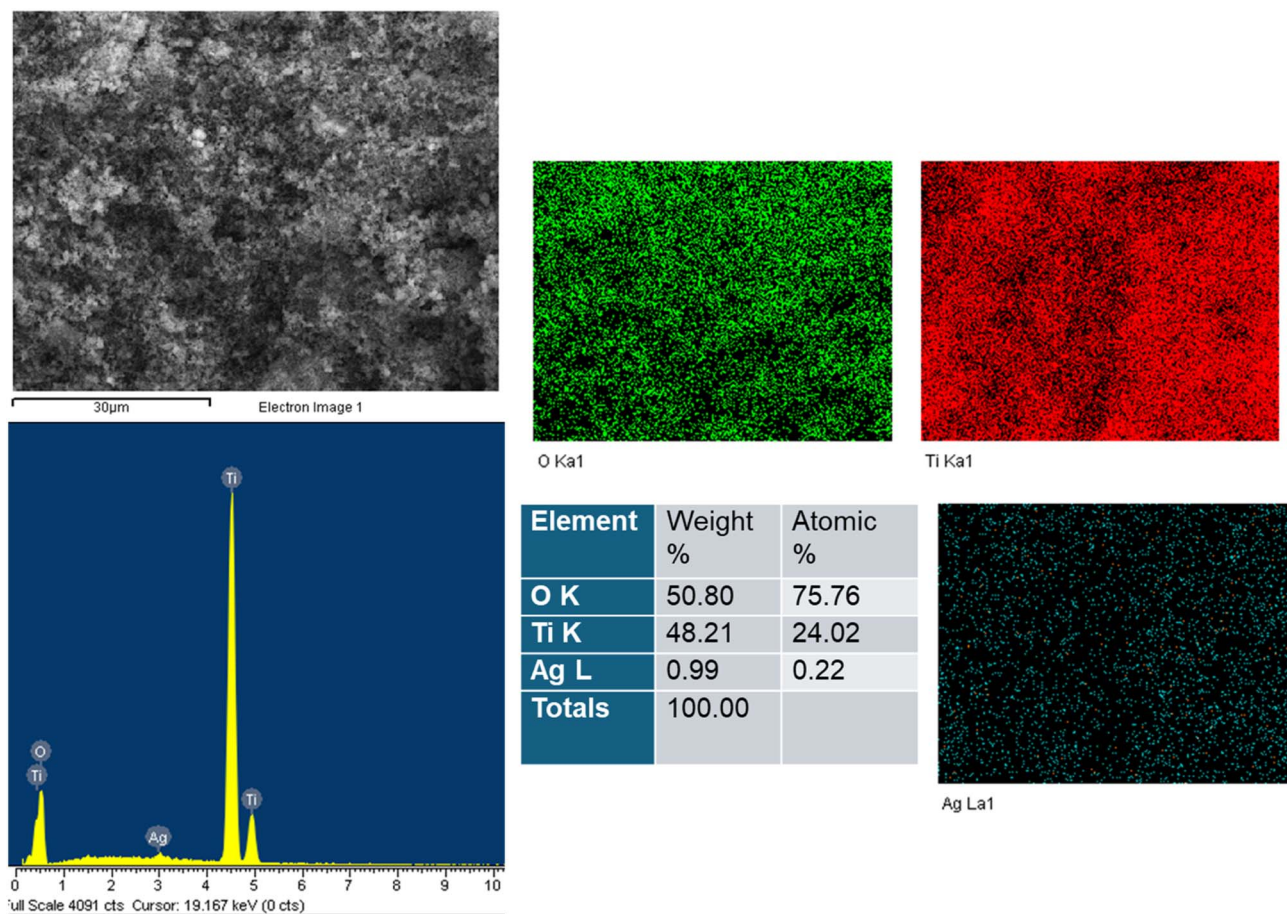 30µm
Electron Image 1
O Ka1
Ti Ka1
Ti
O
Ti
Ti
Ag
0 1 2 3 4 5 6 7 8 9 10
ull Scale 4091 cts Cursor: 19.167 keV (0 cts)
Element Weight % Atomic %
O K 50.80 75.76
Ti K 48.21 24.02
Ag L 0.99 0.22
Totals 100.00
Ag La1